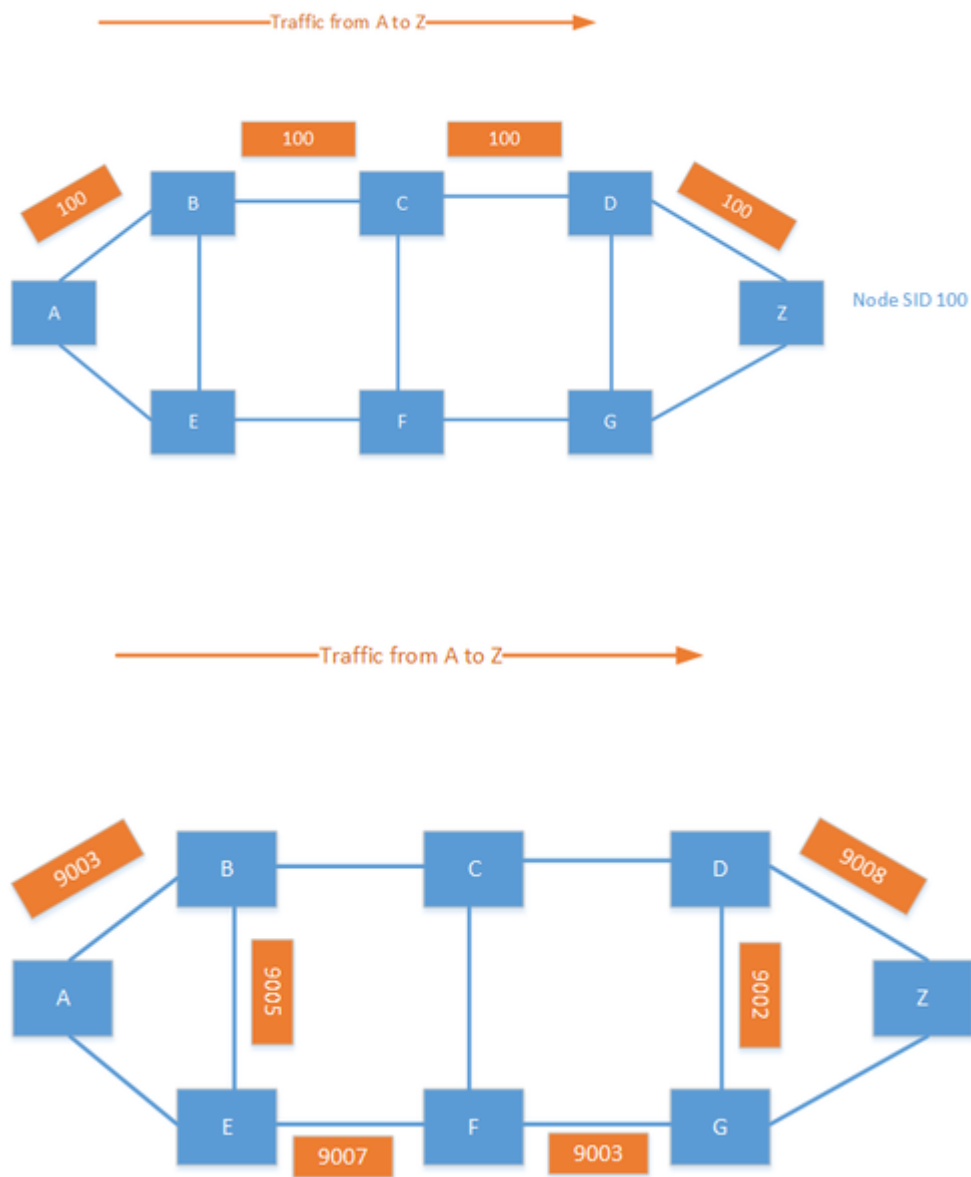 Traffic from A to Z
100
100
100
100
B
C
D
A
Z
Node SID 100
E
F
G
Traffic from A to Z
9003
9008
B
C
D
9005
9002
A
Z
E
F
G
9007
9003